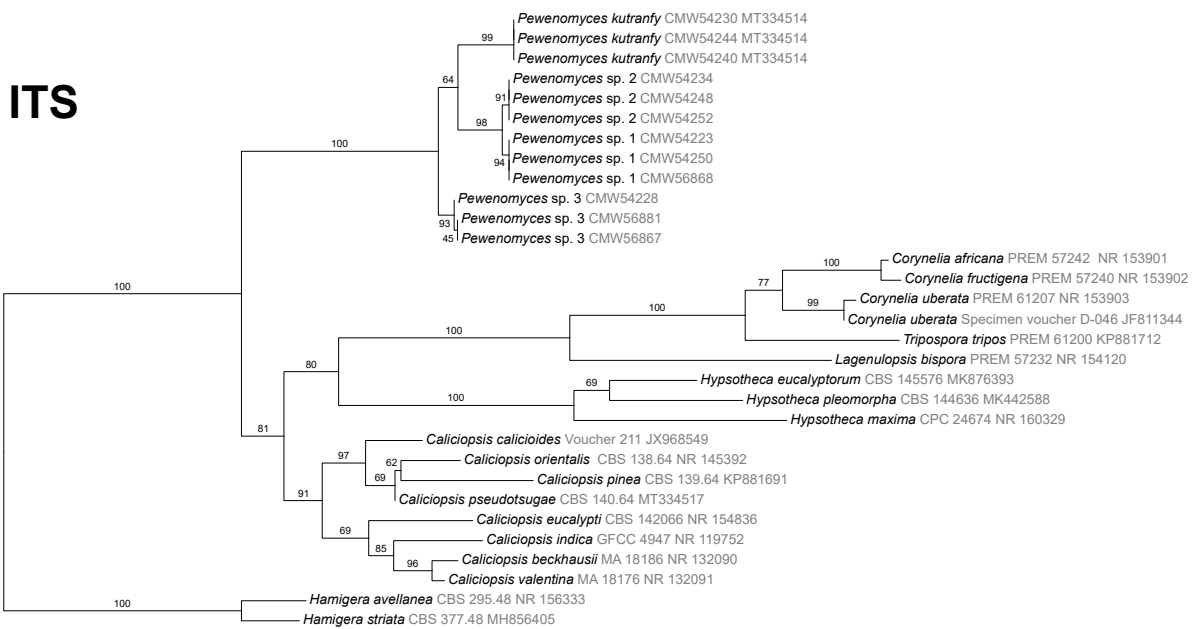 Pewenomyces kutranfy CMW54230 MT334514
99
Pewenomyces kutranfy CMW54244 MT334514
Pewenomyces kutranfy CMW54240 MT334514
64
Pewenomyces sp. 2 CMW54234
ITS
91
Pewenomyces sp. 2 CMW54248
Pewenomyces sp. 2 CMW54252
98
Pewenomyces sp. 1 CMW54223
100
Pewenomyces sp. 1 CMW54250
94
Pewenomyces sp. 1 CMW56868
Pewenomyces sp. 3 CMW54228
93
Pewenomyces sp. 3 CMW56881
45
Pewenomyces sp. 3 CMW56867
Corynelia africana PREM 57242 NR 153901
100
Corynelia fructigena PREM 57240 NR 153902
77
100
Corynelia uberata PREM 61207 NR 153903
99
100
Corynelia uberata Specimen voucher D-046 JF811344
100
Tripospora tripos PREM 61200 KP881712
Lagenulopsis bispora PREM 57232 NR 154120
80
Hypsotheca eucalyptorum CBS 145576 MK876393
69
100
Hypsotheca pleomorpha CBS 144636 MK442588
Hypsotheca maxima CPC 24674 NR 160329
81
Caliciopsis calicioides Voucher 211 JX968549
97
62
Caliciopsis orientalis CBS 138.64 NR 145392
69
Caliciopsis pinea CBS 139.64 KP881691
91
Caliciopsis pseudotsugae CBS 140.64 MT334517
Caliciopsis eucalypti CBS 142066 NR 154836
69
Caliciopsis indica GFCC 4947 NR 119752
85
Caliciopsis beckhausii MA 18186 NR 132090
96
Caliciopsis valentina MA 18176 NR 132091
Hamigera avellanea CBS 295.48 NR 156333
100
Hamigera striata CBS 377.48 MH856405